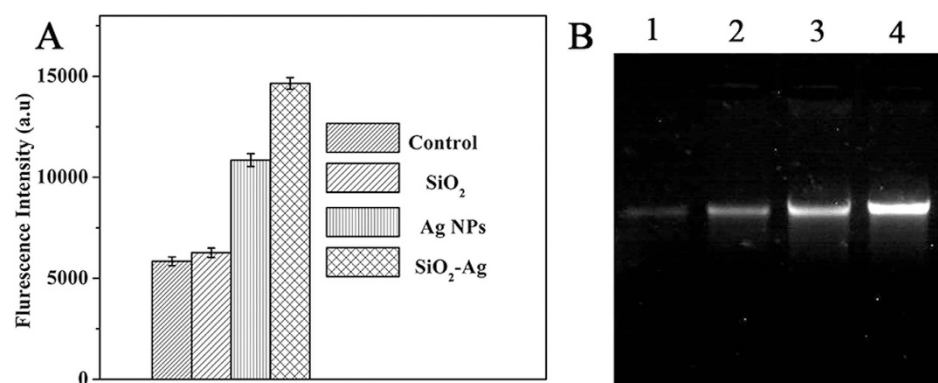 A
Flurescence Intensity (a.u)
15000
10000
5000
0
Control
SiO₂
Ag NPs
SiO₂-Ag
B
1 2 3 4